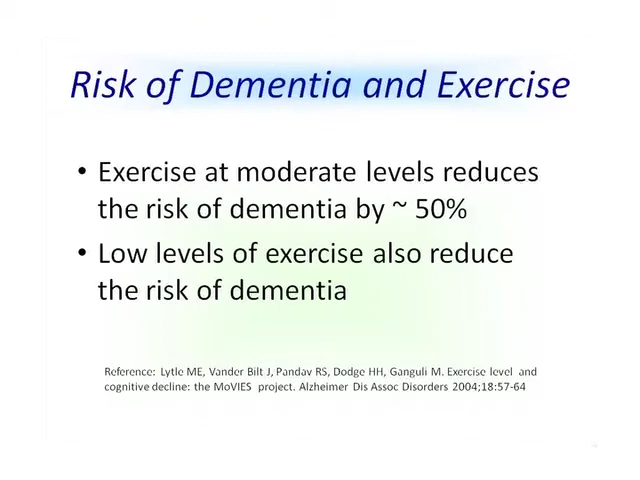 Risk of Dementia and Exercise
• Exercise at moderate levels reduces
the risk of dementia by ~ 50%
• Low levels of exercise also reduce
the risk of dementia
Reference: Lytle ME, Vander Bilt J, Pandav RS, Dodge HH, Ganguli M. Exercise level and
cognitive decline: the MoVIES project. Alzheimer Dis Assoc Disorders 2004;18:57-64